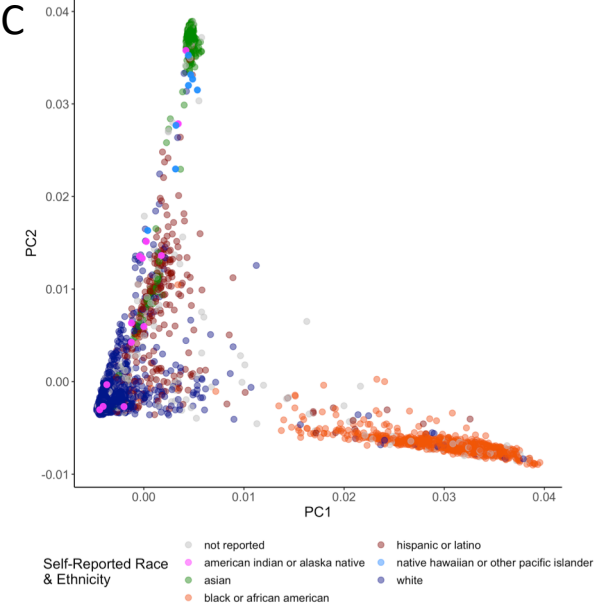 C
0.04
0.03
0.02
0.01
0.00
-0.01
PC2
0.00
0.01
0.02
0.03
0.04
PC1
Self-Reported Race
& Ethnicity
not reported
american indian or alaska native
asian
black or african american
hispanic or latino
native hawaiian or other pacific islander
white